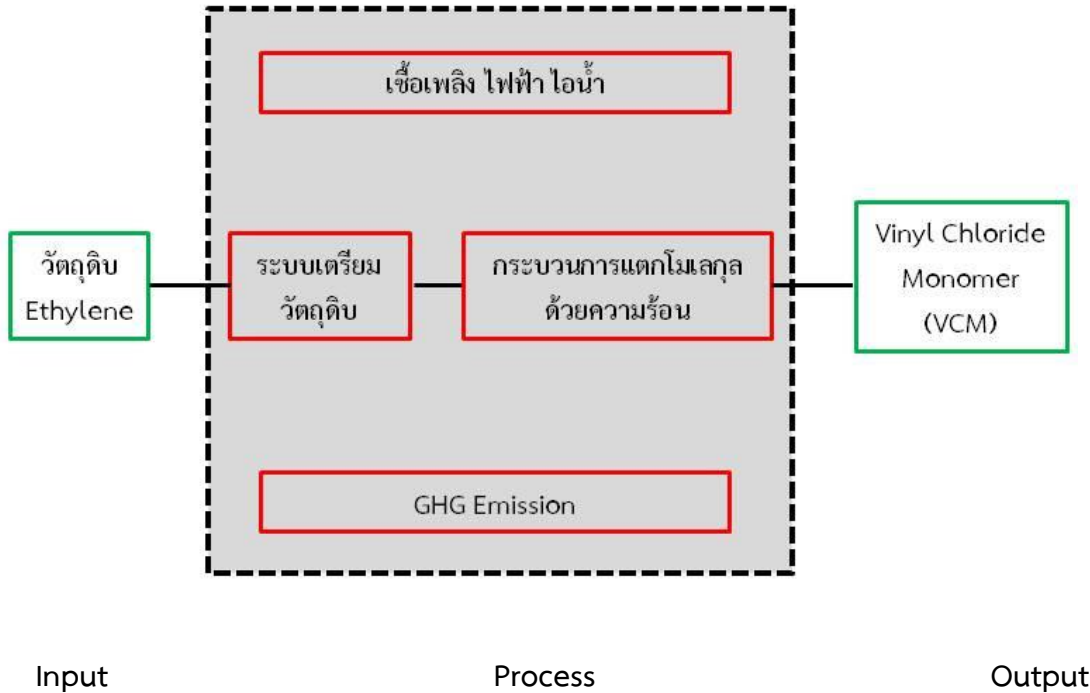 เชื้อเพลิง ไฟฟ้า ไอน้ำ
วัตถุดิบ
Ethylene
ระบบเตรียม
วัตถุดิบ
กระบวนการแตกโมเลกุล
ด้วยความร้อน
Vinyl Chloride
Monomer
(VCM)
GHG Emission
Input
Process
Output